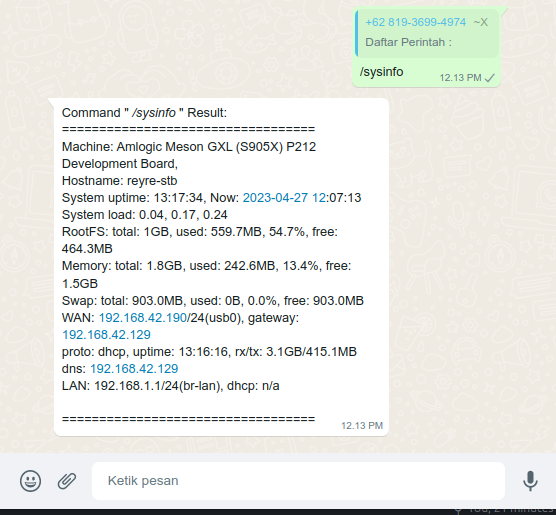 +62 819-3699-4974 ~X
Daftar Perintah :
/sysinfo
12.13 PM
Command " /sysinfo " Result:
==================================
Machine: Amlogic Meson GXL (S905X) P212
Development Board,
Hostname: reyre-stb
System uptime: 13:17:34, Now: 2023-04-27 12:07:13
System load: 0.04, 0.17, 0.24
RootFS: total: 1GB, used: 559.7MB, 54.7%, free:
464.3MB
Memory: total: 1.8GB, used: 242.6MB, 13.4%, free:
1.5GB
Swap: total: 903.0MB, used: 0B, 0.0%, free: 903.0MB
WAN: 192.168.42.190/24(usb0), gateway:
192.168.42.129
proto: dhcp, uptime: 13:16:16, rx/tx: 3.1GB/415.1MB
dns: 192.168.42.129
LAN: 192.168.1.1/24(br-lan), dhcp: n/a
==================================
12.13 PM
Ketik pesan